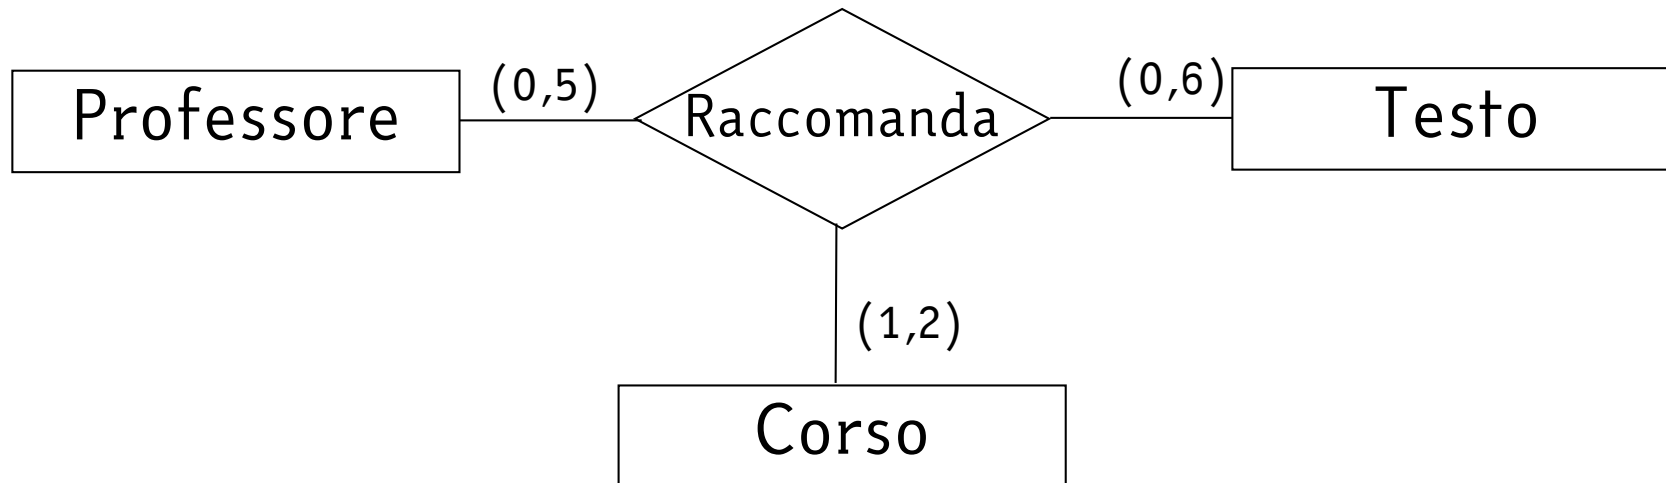 Professore
(0,5)
Raccomanda
(0,6)
Testo
(1,2)
Corso